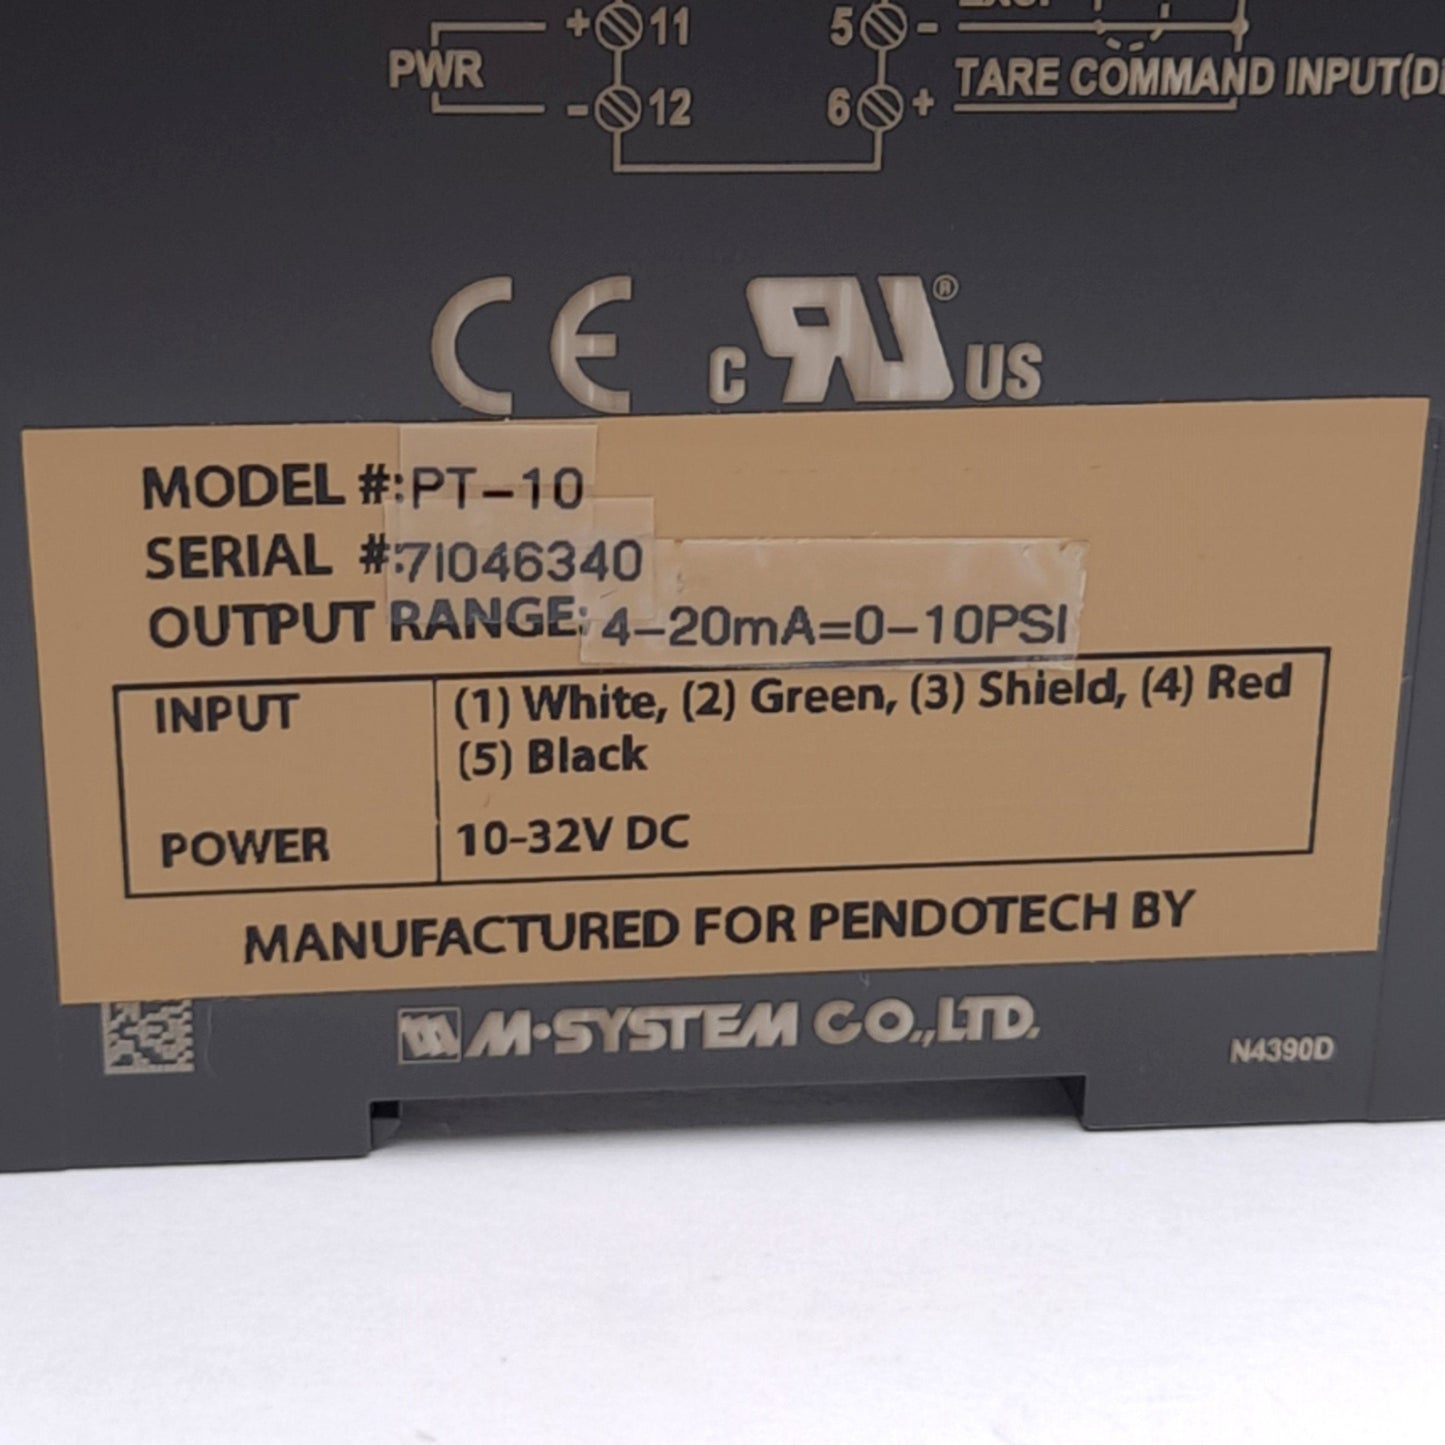 + 11 5 -
PWR TARE COMMAND INPUT
- 12 6 +
CE c RU® US
MODEL #: PT-10
SERIAL #: 71046340
OUTPUT RANGE: 4-20mA=0-10PSI
INPUT (1) White, (2) Green, (3) Shield, (4) Red
(5) Black
POWER 10-32V DC
MANUFACTURED FOR PENDOTECH BY
M-SYSTEM CO.,LTD.
N4390D